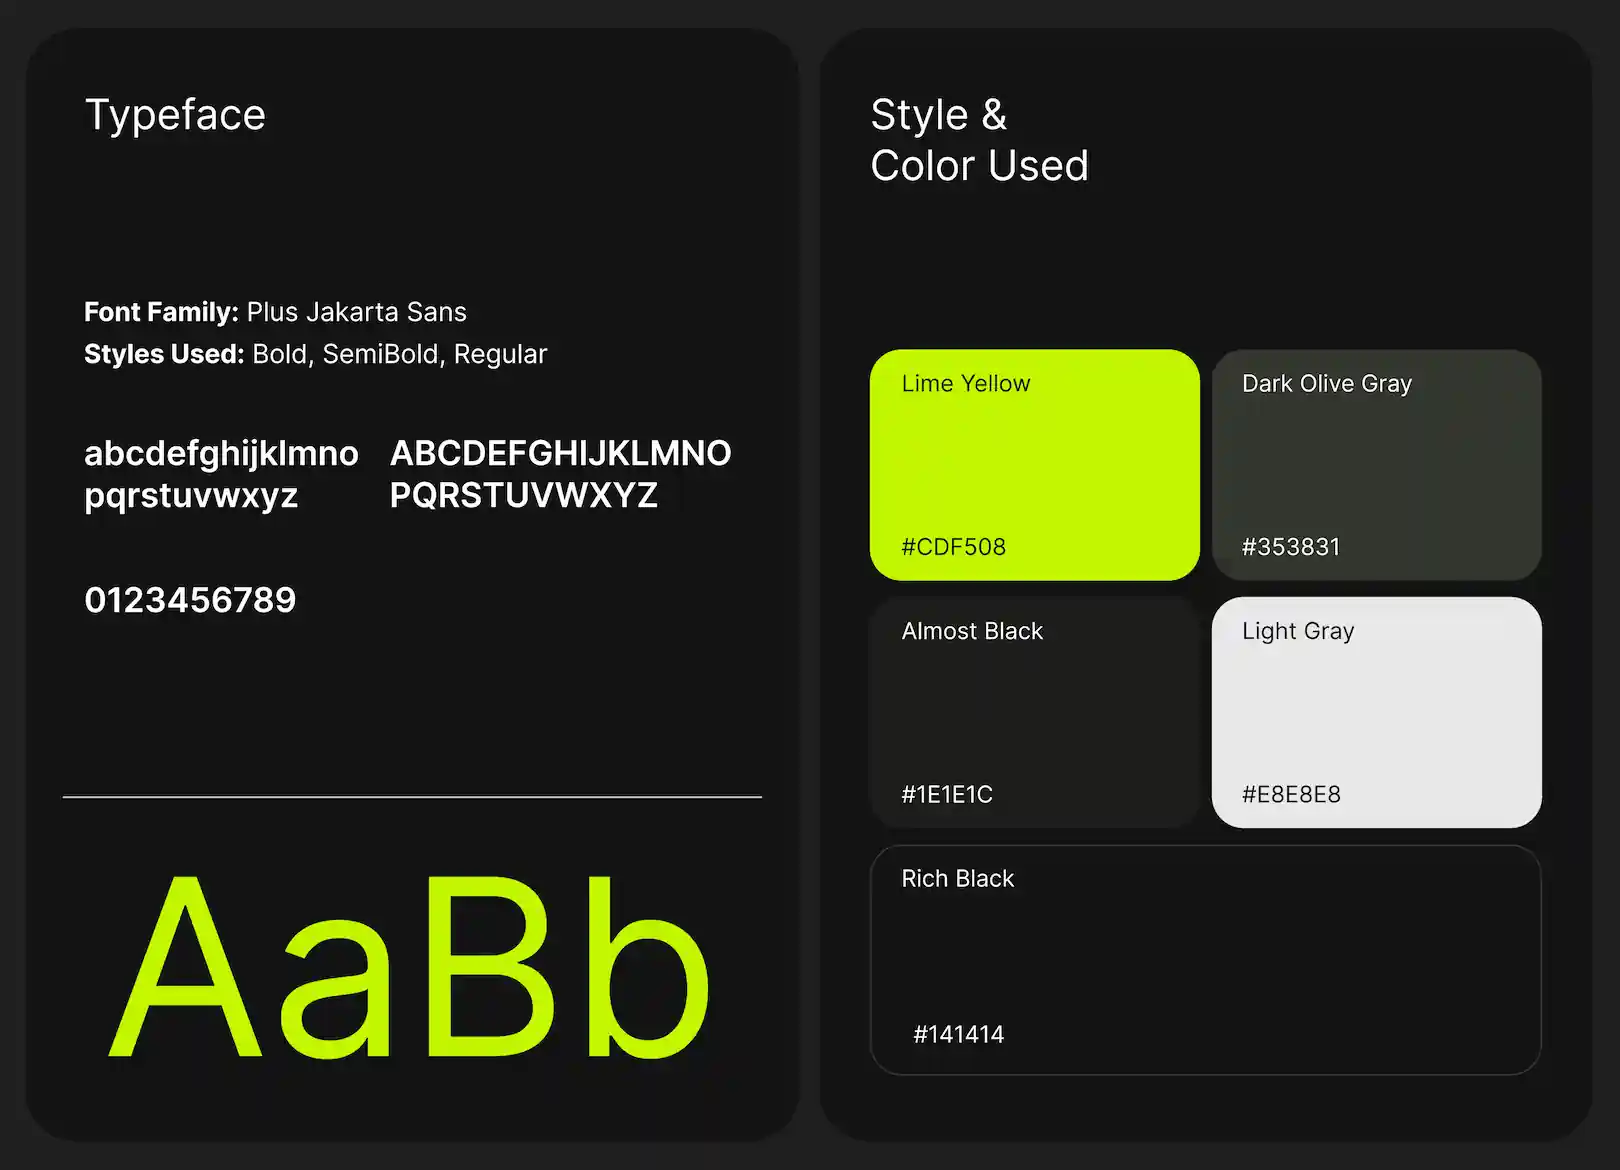 Typeface
Font Family: Plus Jakarta Sans
Styles Used: Bold, SemiBold, Regular
abcdefghijklmno
pqrstuvwxyz
ABCDEFGHIJKLMNO
PQRSTUVWXYZ
0123456789
AaBb
Style &
Color Used
Lime Yellow
#CDF508
Dark Olive Gray
#353831
Almost Black
#1E1E1C
Light Gray
#E8E8E8
Rich Black
#141414